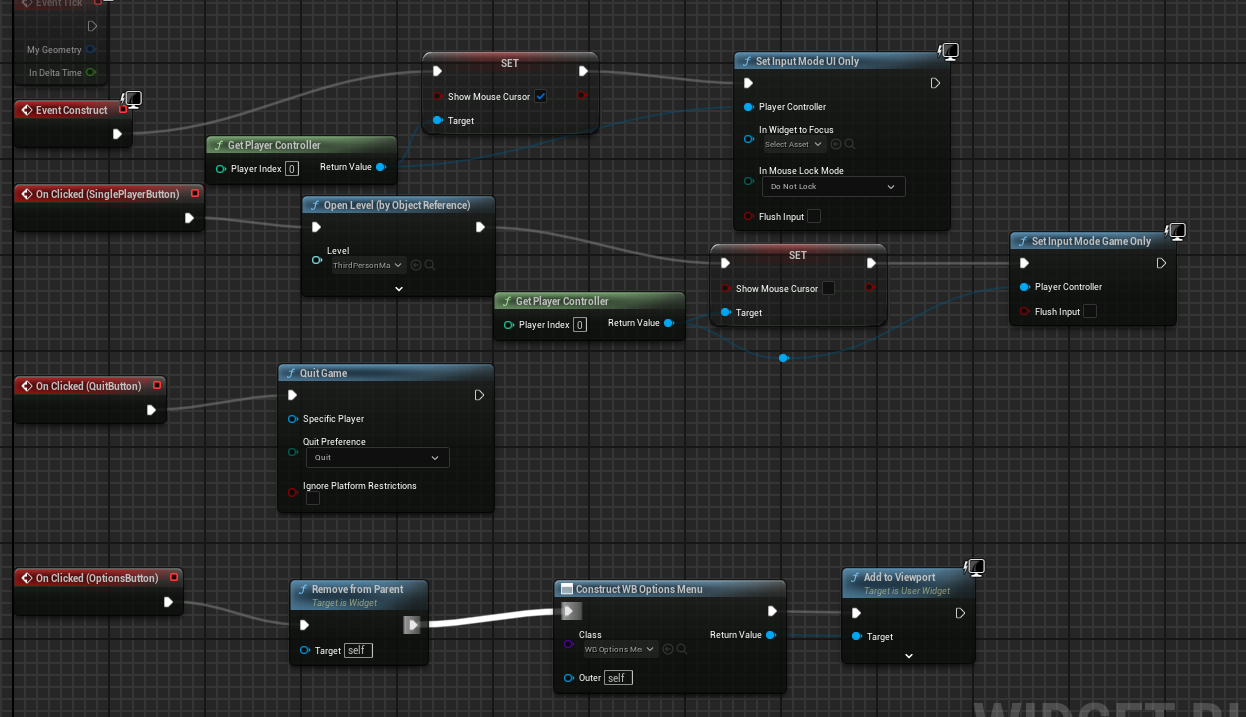 Event Tick
My Geometry
In Delta Time
Event Construct
SET
Show Mouse Cursor
Target
Set Input Mode UI Only
Player Controller
In Widget to Focus
Select Asset
In Mouse Lock Mode
Do Not Lock
Flush Input
Get Player Controller
Player Index 0
Return Value
On Clicked (SinglePlayerButton)
Open Level (by Object Reference)
Level
ThirdPersonMa
SET
Show Mouse Cursor
Target
Set Input Mode Game Only
Player Controller
Flush Input
Get Player Controller
Player Index 0
Return Value
On Clicked (QuitButton)
Quit Game
Specific Player
Quit Preference
Quit
Ignore Platform Restrictions
On Clicked (OptionsButton)
Remove from Parent
Target is Widget
Target self
Construct WB Options Menu
Class
Return Value
WB Options Me
Outer self
Add to Viewport
Target is User Widget
Target